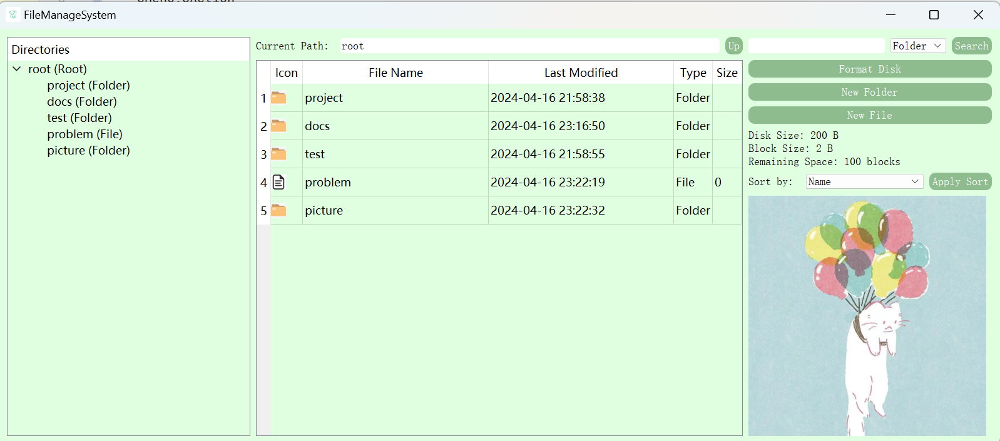 FileManageSystem
Directories
root (Root)
project (Folder)
docs (Folder)
test (Folder)
problem (File)
picture (Folder)
Current Path: root Up
Icon File Name Last Modified Type Size
1 project 2024-04-16 21:58:38 Folder
2 docs 2024-04-16 23:16:50 Folder
3 test 2024-04-16 21:58:55 Folder
4 problem 2024-04-16 23:22:19 File 0
5 picture 2024-04-16 23:22:32 Folder
Folder Search
Format Disk
New Folder
New File
Disk Size: 200 B
Block Size: 2 B
Remaining Space: 100 blocks
Sort by: Name Apply Sort